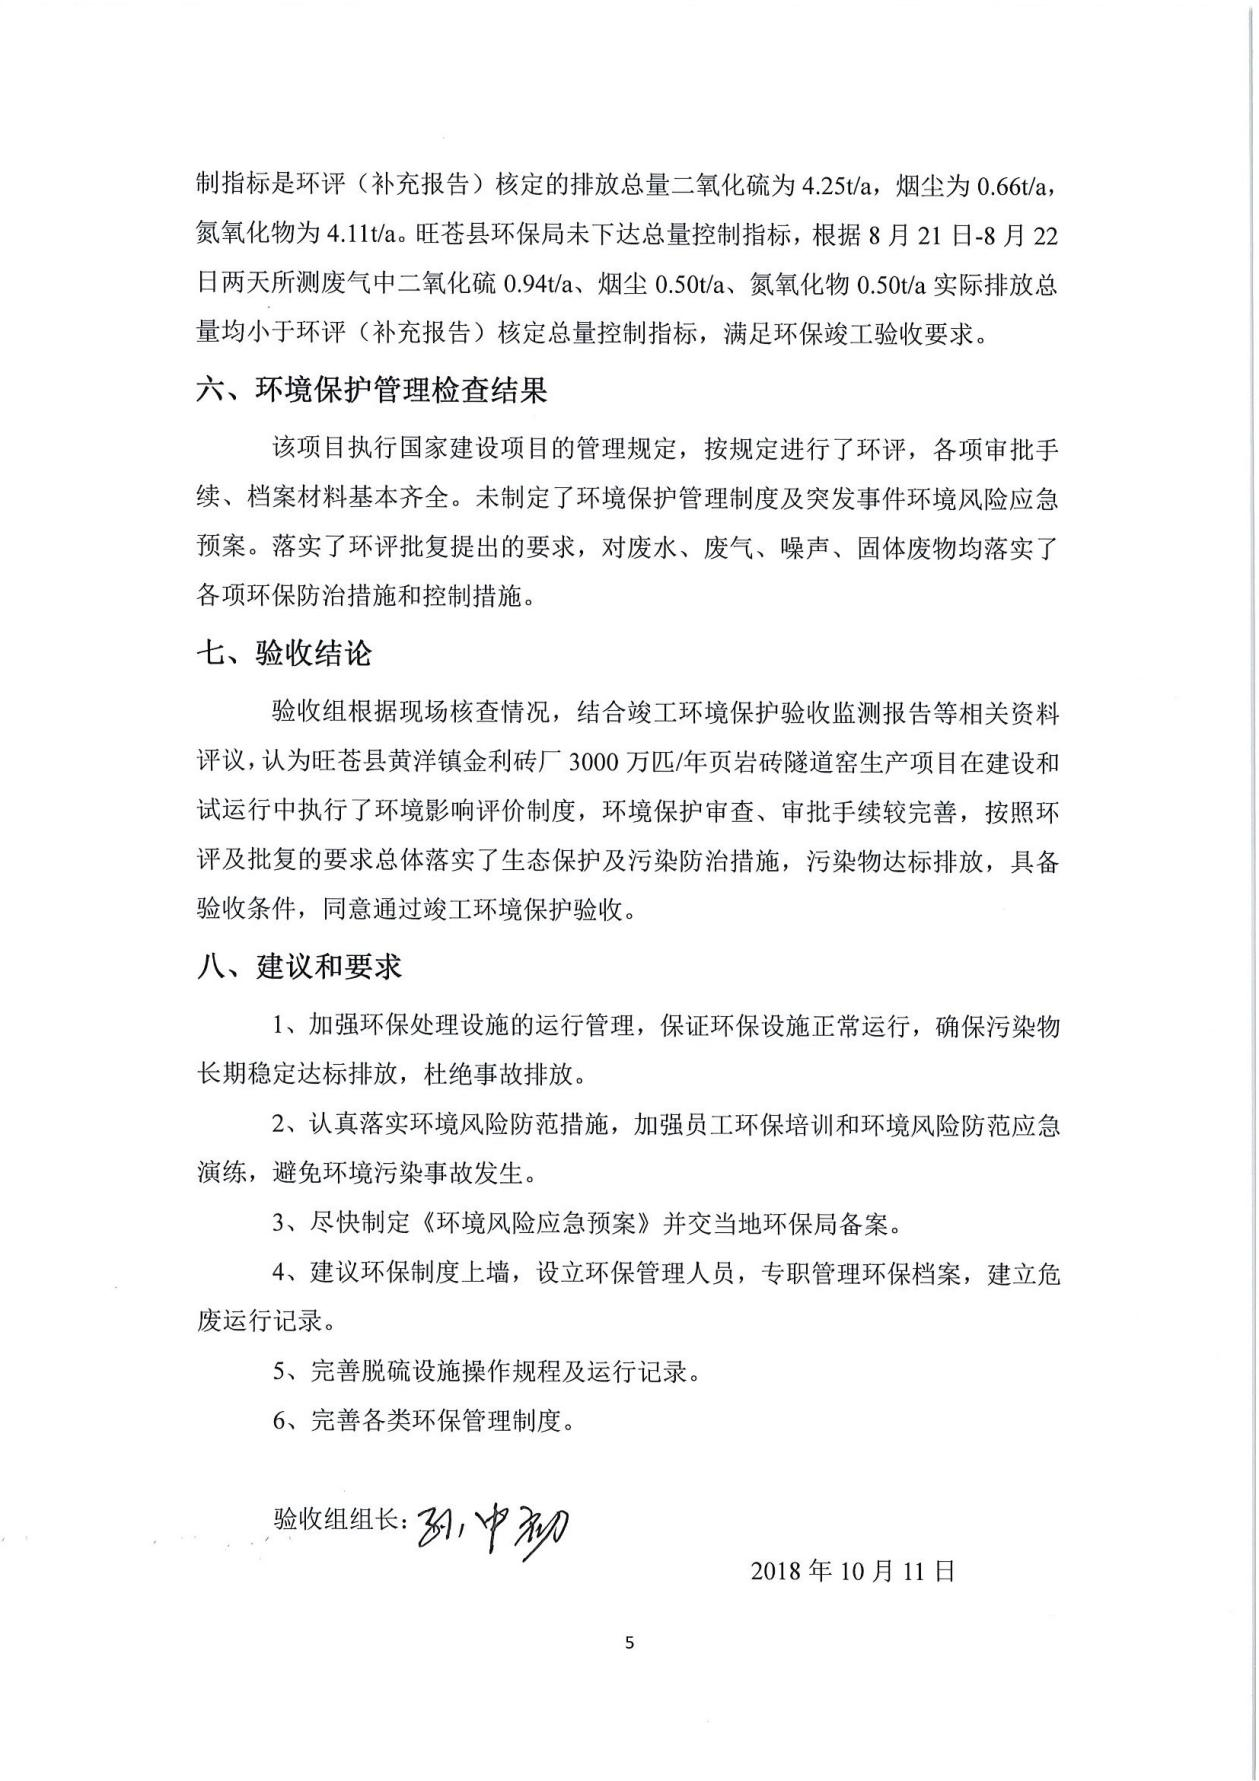 制指标是环评（补充报告）核定的排放总量二氧化硫为 4.25t/a，烟尘为 0.66t/a，
氮氧化物为 4.11t/a。旺苍县环保局未下达总量控制指标，根据 8 月 21 日-8 月 22
日两天所测废气中二氧化硫 0.94t/a、烟尘 0.50t/a、氮氧化物 0.50t/a 实际排放总
量均小于环评（补充报告）核定总量控制指标，满足环保竣工验收要求。
六、环境保护管理检查结果
该项目执行国家建设项目的管理规定，按规定进行了环评，各项审批手
续、档案材料基本齐全。未制定了环境保护管理制度及突发事件环境风险应急
预案。落实了环评批复提出的要求，对废水、废气、噪声、固体废物均落实了
各项环保防治措施和控制措施。
七、验收结论
验收组根据现场核查情况，结合竣工环境保护验收监测报告等相关资料
评议，认为旺苍县黄洋镇金利砖厂 3000 万匹/年页岩砖隧道窑生产项目在建设和
试运行中执行了环境影响评价制度，环境保护审查、审批手续较完善，按照环
评及批复的要求总体落实了生态保护及污染防治措施，污染物达标排放，具备
验收条件，同意通过竣工环境保护验收。
八、建议和要求
1、加强环保处理设施的运行管理，保证环保设施正常运行，确保污染物
长期稳定达标排放，杜绝事故排放。
2、认真落实环境风险防范措施，加强员工环保培训和环境风险防范应急
演练，避免环境污染事故发生。
3、尽快制定《环境风险应急预案》并交当地环保局备案。
4、建议环保制度上墙，设立环保管理人员，专职管理环保档案，建立危
废运行记录。
5、完善脱硫设施操作规程及运行记录。
6、完善各类环保管理制度。
验收组组长：
2018 年 10 月 11 日
5